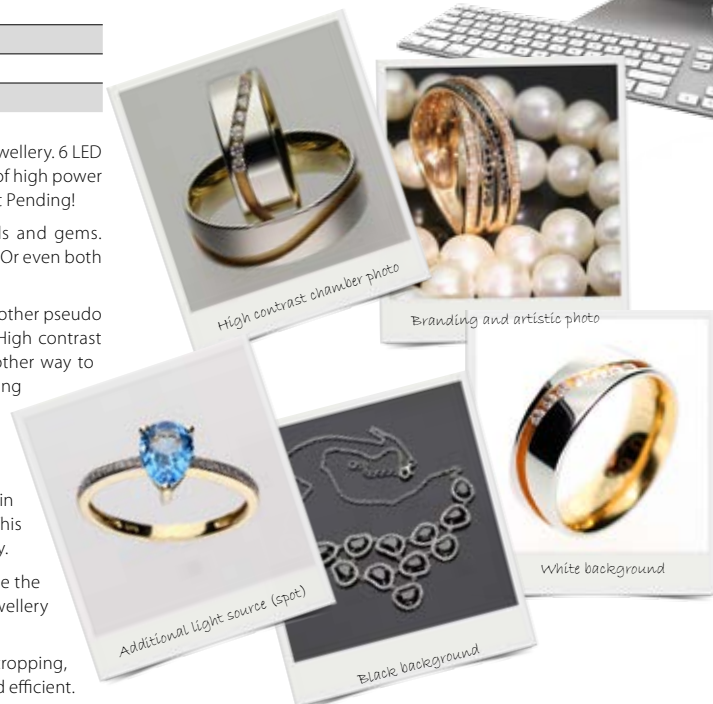 wellery. 6 LED
of high power
t Pending!
ls and gems.
Or even both
other pseudo
High contrast
other way to
ing
in
his
y.
e the
wellery
ropping,
d efficient.
High contrast chamber photo
Branding and artistic photo
Additional light source (spot)
Black background
White background